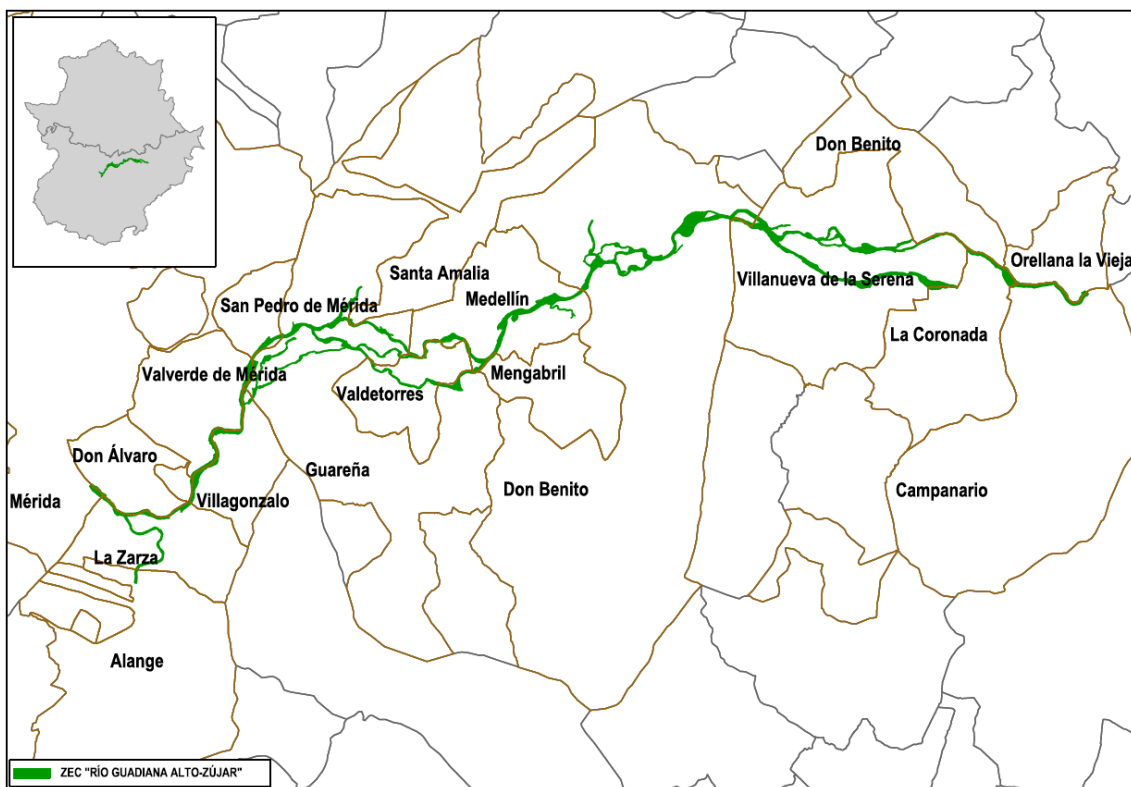 Don Benito
Orellana la Vieja
Santa Amalia
Villanueva de la Serena
Medellín
San Pedro de Mérida
La Coronada
Mengabril
Valverde de Mérida
Valdetorres
Don Álvaro
Guareña
Don Benito
Campanario
Mérida
Villagonzalo
La Zarza
Alange
ZEC "RÍO GUADIANA ALTO-ZÚJAR"